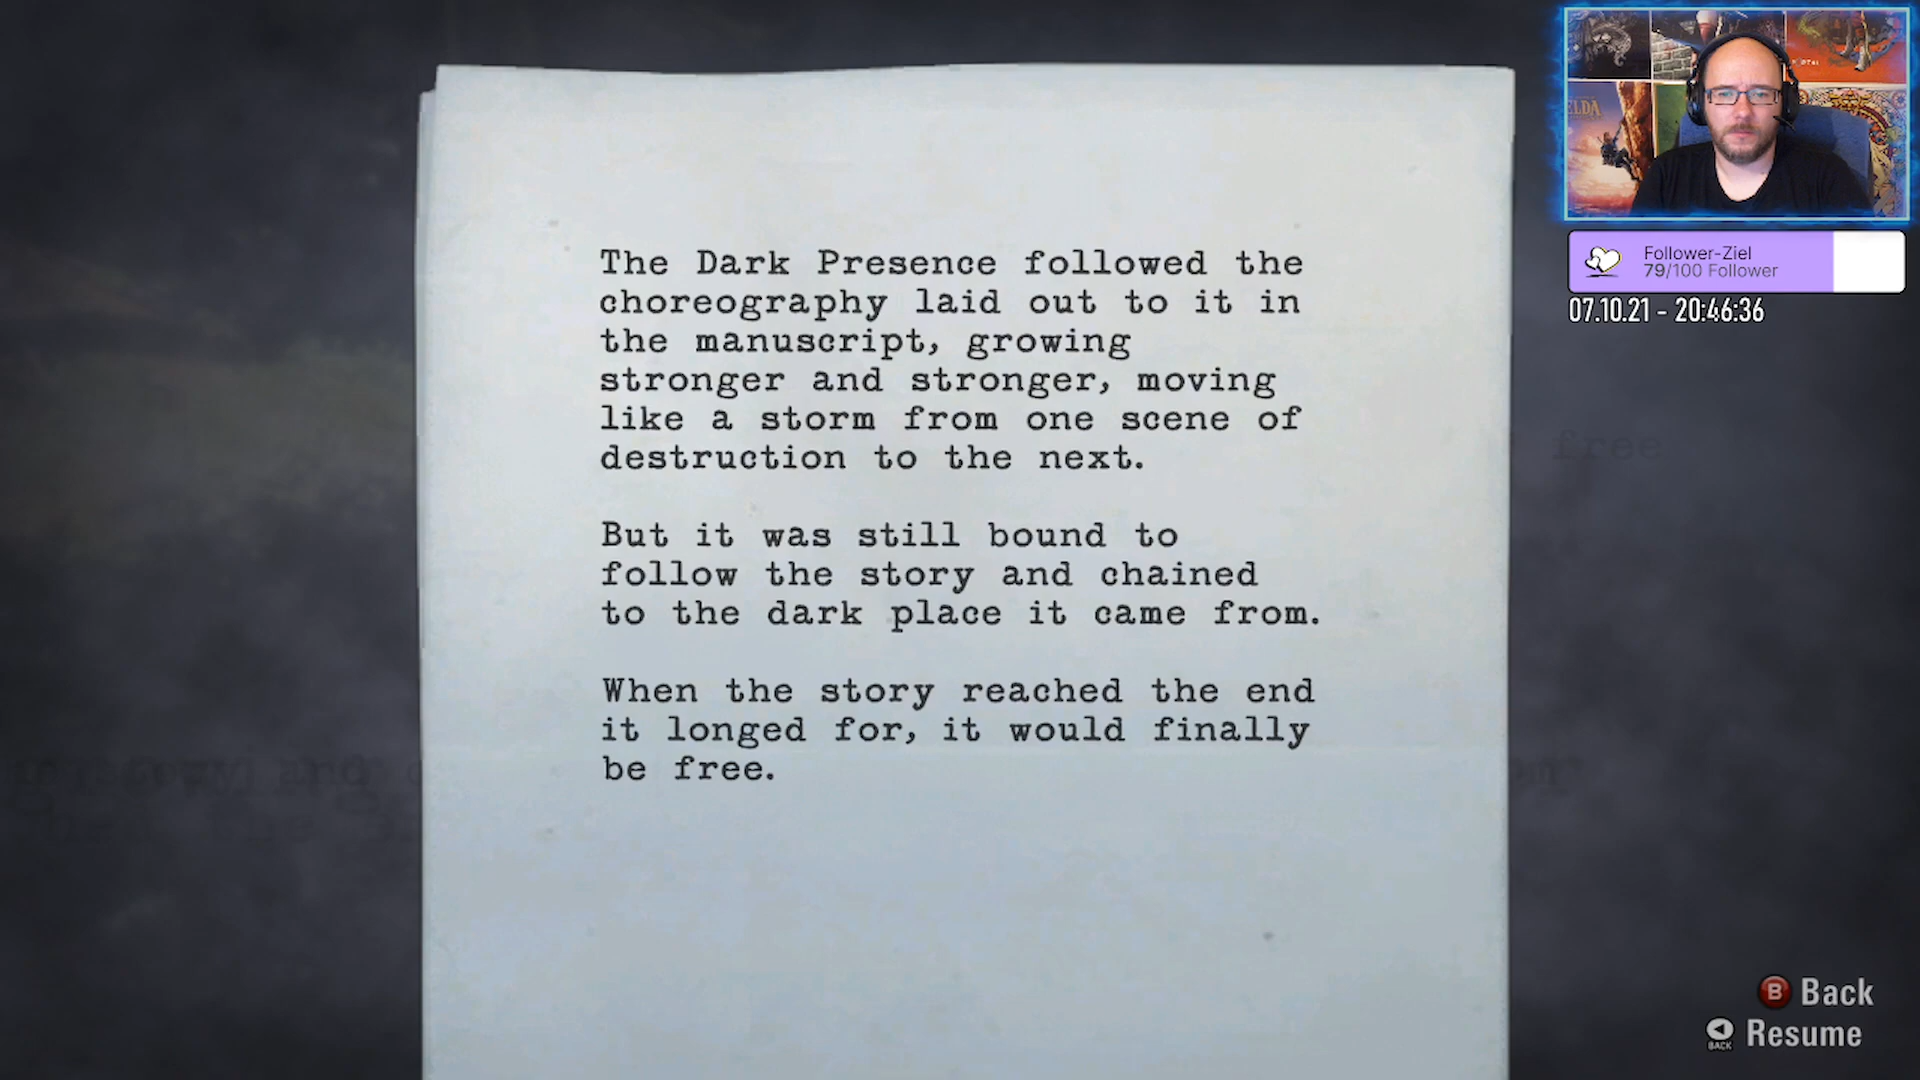 The Dark Presence followed the
choreography laid out to it in
the manuscript, growing
stronger and stronger, moving
like a storm from one scene of
destruction to the next.
But it was still bound to
follow the story and chained
to the dark place it came from.
When the story reached the end
it longed for, it would finally
be free.
free
ELDA
Follower-Ziel
79/100 Follower
07.10.21 - 20:46:36
B Back
BACK Resume